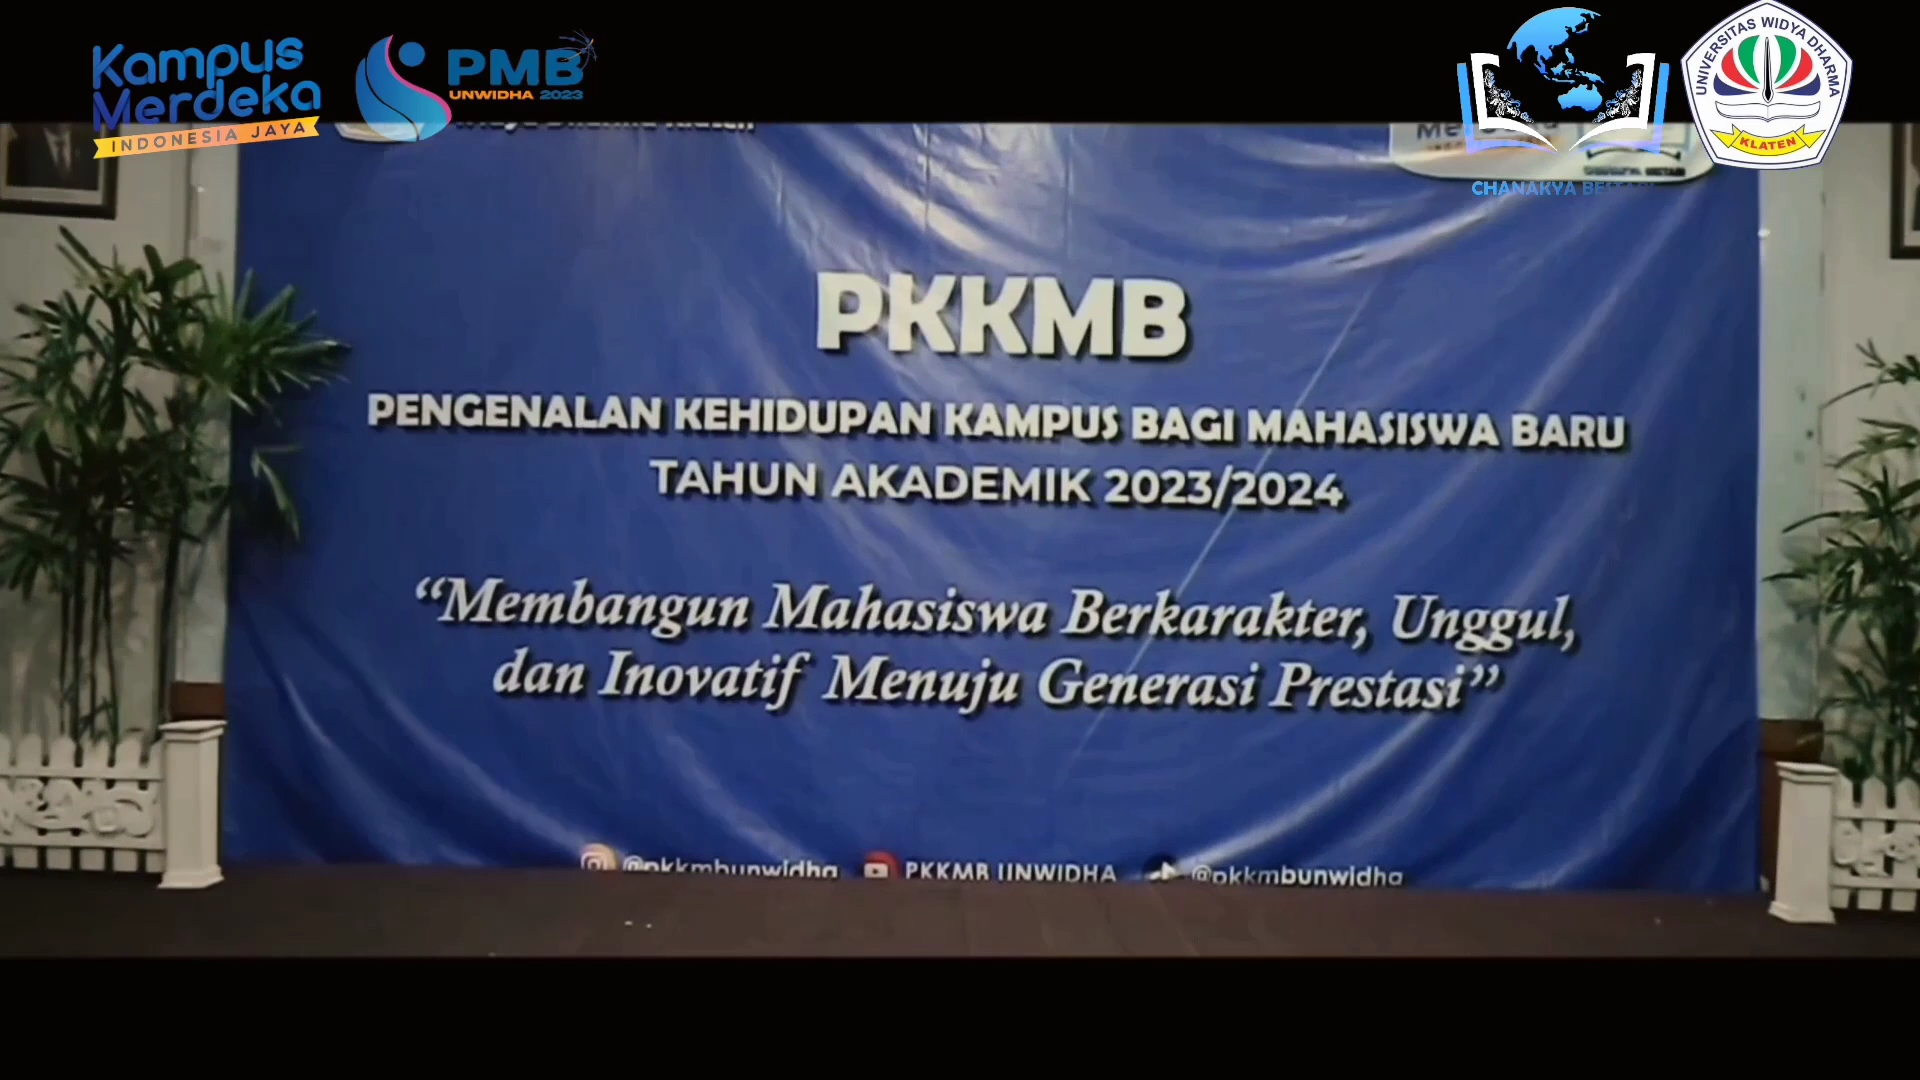 Kampus
Merdeka
INDONESIA JAYA
PMB
UNWIDHA 2023
CHANAKYA
UNIVERSITAS WIDYA DHARMA
KLATEN
PKKMB
PENGENALAN KEHIDUPAN KAMPUS BAGI MAHASISWA BARU
TAHUN AKADEMIK 2023/2024
“Membangun Mahasiswa Berkarakter, Unggul,
dan Inovatif Menuju Generasi Prestasi”
@pkkmbunwidha PKKMB UNWIDHA @pkkmbunwidha